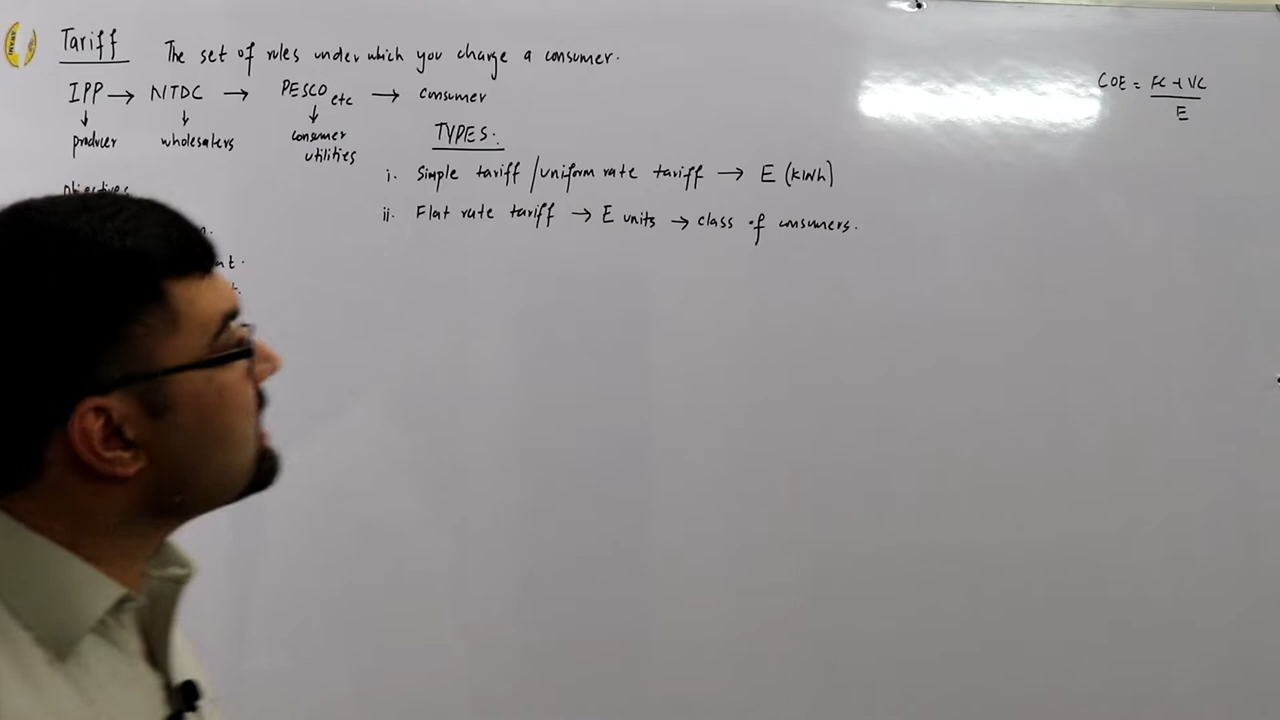 Tariff The set of rules under which you charge a consumer.
IPP → NTDC → PESCO etc → consumer
producer wholesalers consumer utilities
COE = FC + VC / E
TYPES:
i. Simple tariff / uniform rate tariff → E (kWh)
ii. Flat rate tariff → E units → class of consumers.
objectives